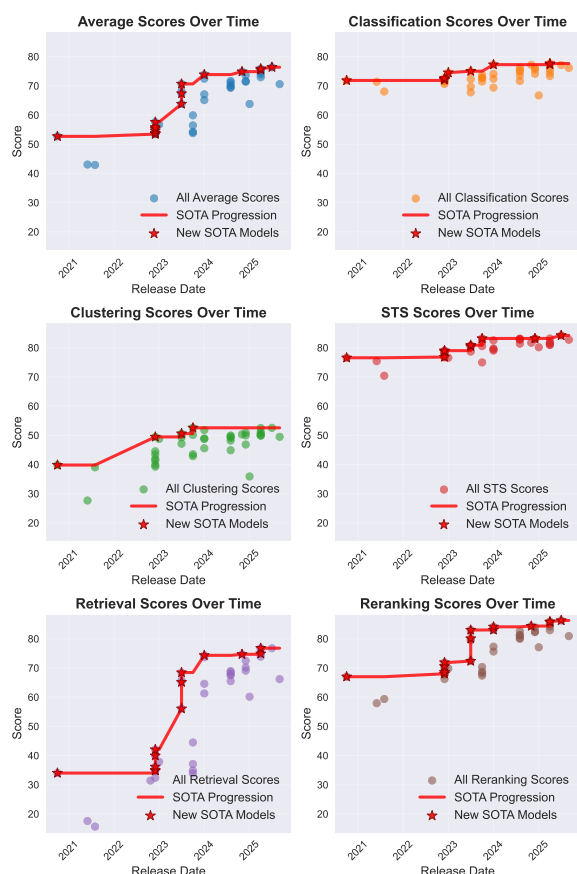 Average Scores Over Time
Score
80
70
60
50
40
30
20
All Average Scores
SOTA Progression
New SOTA Models
2021
2022
2023
2024
2025
Release Date
Classification Scores Over Time
Score
80
70
60
50
40
30
20
All Classification Scores
SOTA Progression
New SOTA Models
2021
2022
2023
2024
2025
Release Date
Clustering Scores Over Time
Score
80
70
60
50
40
30
20
All Clustering Scores
SOTA Progression
New SOTA Models
2021
2022
2023
2024
2025
Release Date
STS Scores Over Time
Score
80
70
60
50
40
30
20
All STS Scores
SOTA Progression
New SOTA Models
2021
2022
2023
2024
2025
Release Date
Retrieval Scores Over Time
Score
80
70
60
50
40
30
20
All Retrieval Scores
SOTA Progression
New SOTA Models
2021
2022
2023
2024
2025
Release Date
Reranking Scores Over Time
Score
80
70
60
50
40
30
20
All Reranking Scores
SOTA Progression
New SOTA Models
2021
2022
2023
2024
2025
Release Date